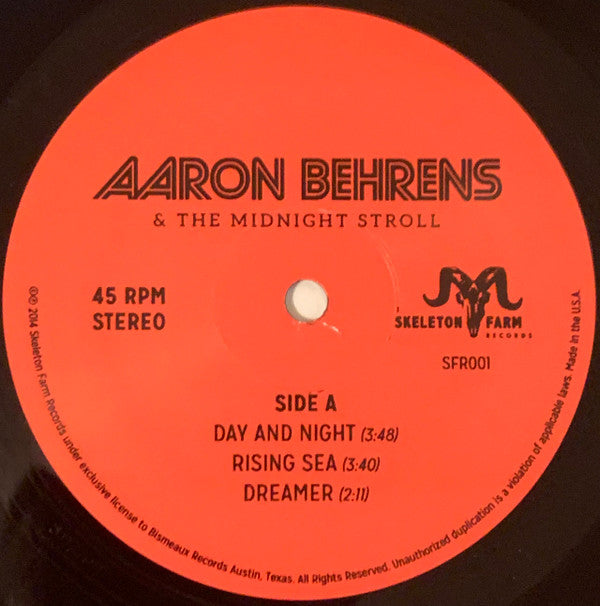 AARON BEHRENS
& THE MIDNIGHT STROLL
45 RPM
STEREO
SKELETON FARM
RECORDS
SFR001
SIDE A
DAY AND NIGHT (3:48)
RISING SEA (3:40)
DREAMER (2:11)
℗© 2014 Skeleton Farm Records under exclusive license to Bismeaux Records Austin, Texas. All Rights Reserved. Unauthorized duplication is a violation of applicable laws. Made in the U.S.A.